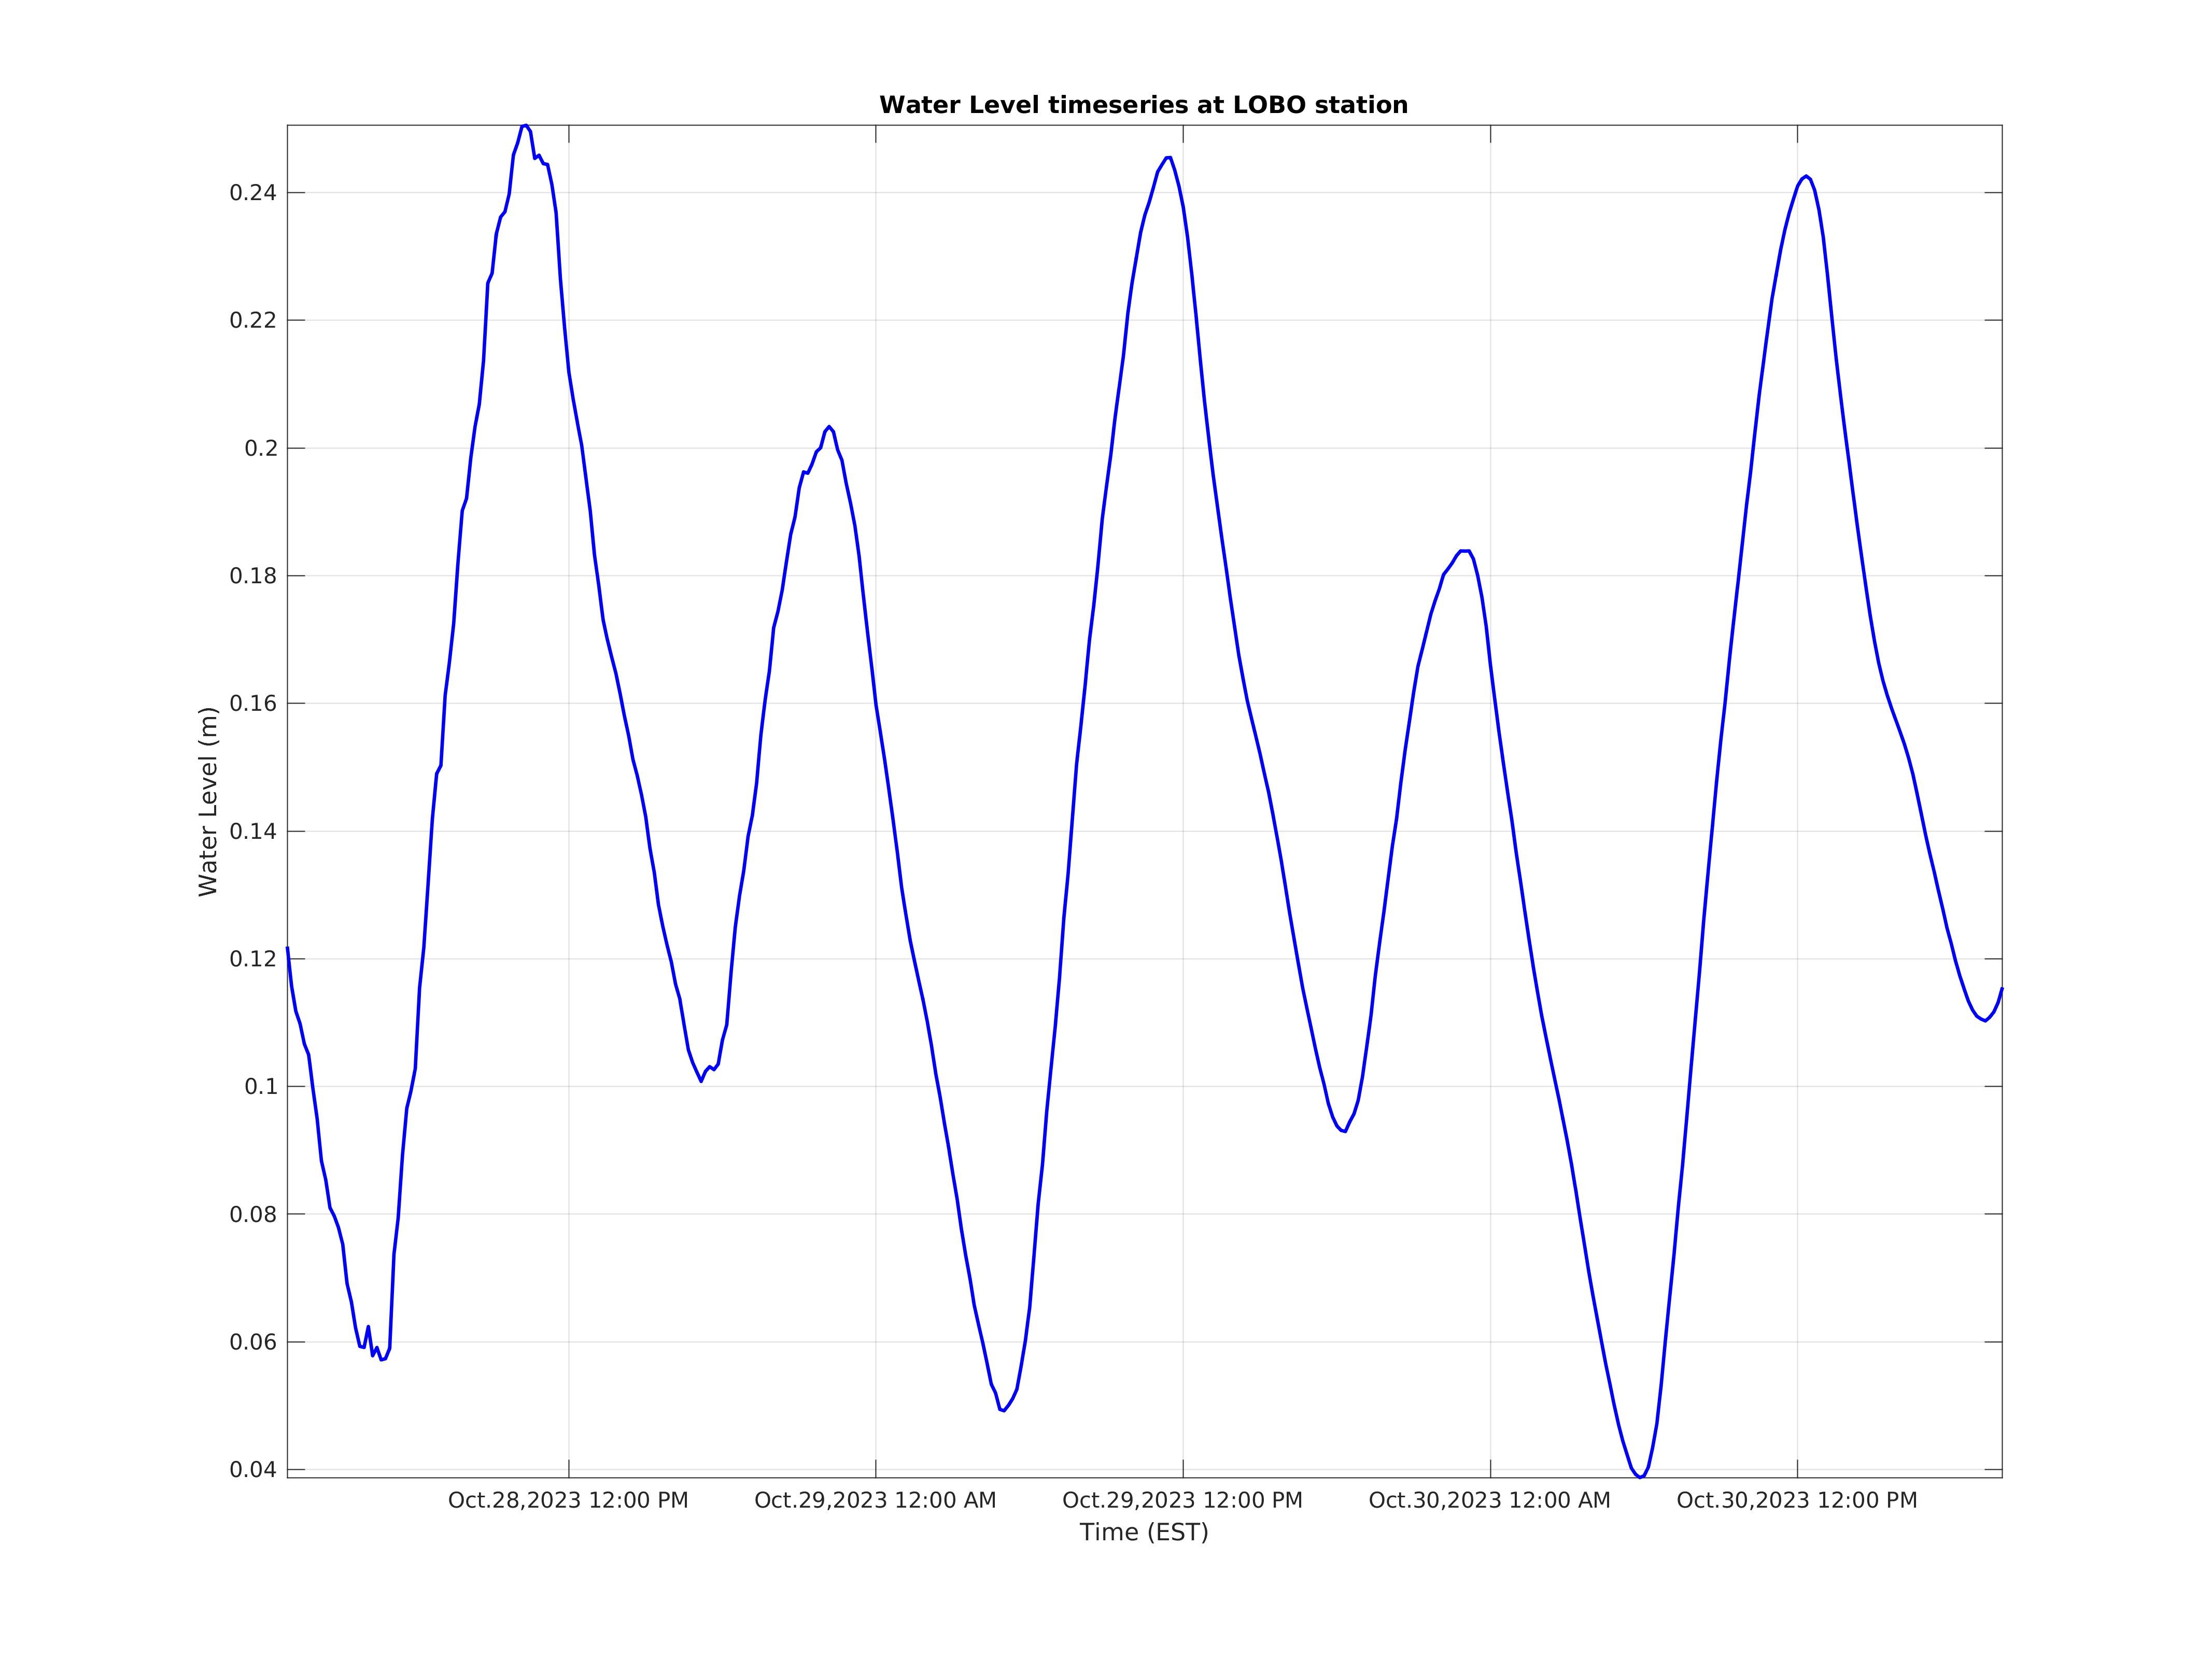 Water Level timeseries at LOBO station
0.24
0.22
0.2
0.18
0.16
0.14
0.12
0.1
0.08
0.06
0.04
Water Level (m)
Oct.28,2023 12:00 PM
Oct.29,2023 12:00 AM
Oct.29,2023 12:00 PM
Oct.30,2023 12:00 AM
Oct.30,2023 12:00 PM
Time (EST)